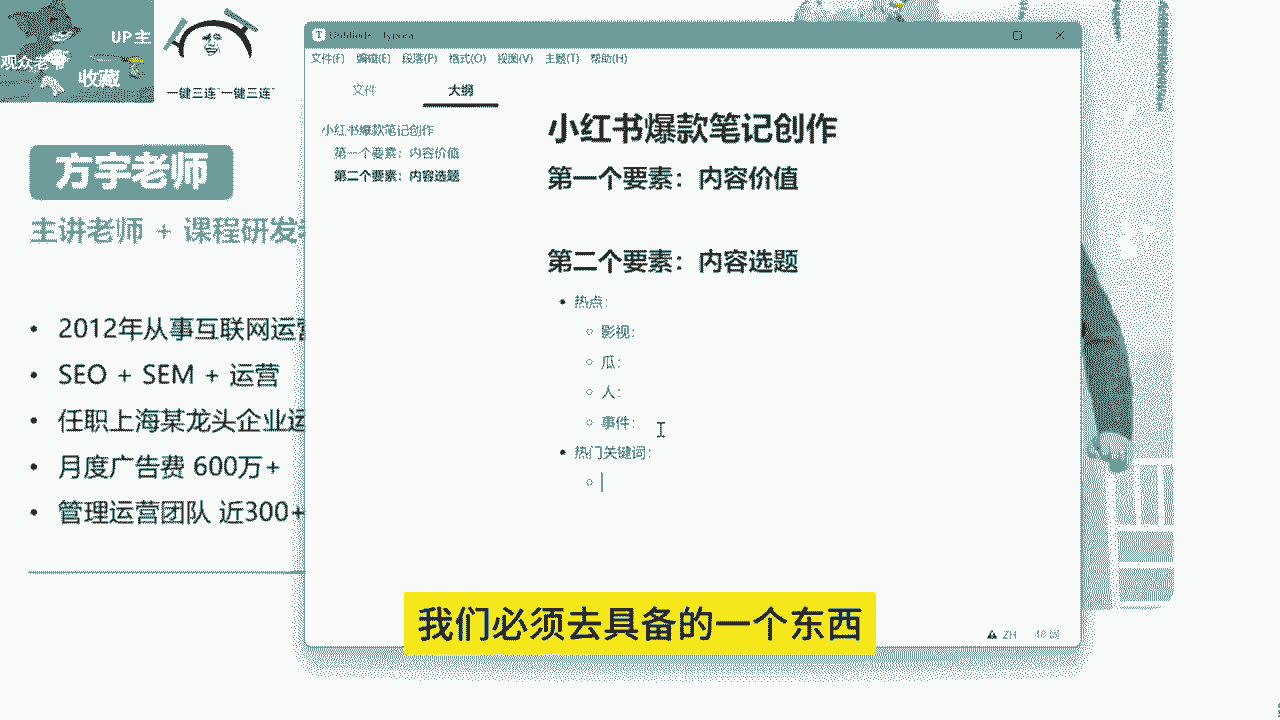 UP主
观众老爷
收藏
一键三连~一键三连~
方宇老师
主讲老师 + 课程研发
2012年从事互联网运营
SEO + SEM + 运营
任职上海某龙头企业运
月度广告费 600万+
管理运营团队 近300+
Untitled - Typora
文件(F) 编辑(E) 段落(P) 格式(O) 视图(V) 主题(T) 帮助(H)
文件 大纲
小红书爆款笔记创作
第一个要素：内容价值
第二个要素：内容选题
小红书爆款笔记创作
第一个要素：内容价值
第二个要素：内容选题
热点：
影视：
瓜：
人：
事件：
热门关键词：
ZH
我们必须去具备的一个东西